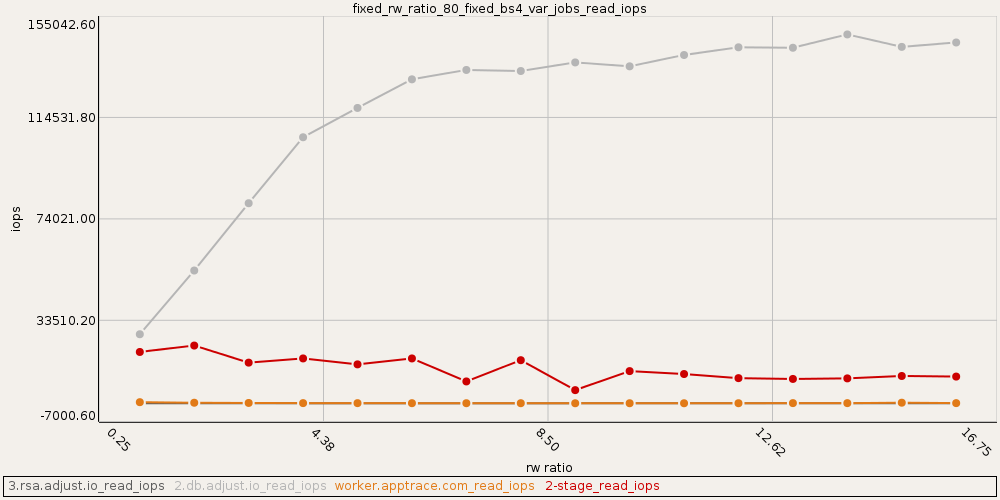 fixed_rw_ratio_80_fixed_bs4_var_jobs_read_iops
155042.60
114531.80
74021.00
33510.20
-7000.60
iops
0.25
4.38
8.50
12.62
16.75
rw ratio
3.rsa.adjust.io_read_iops 2.db.adjust.io_read_iops worker.apptrace.com_read_iops 2-stage_read_iops